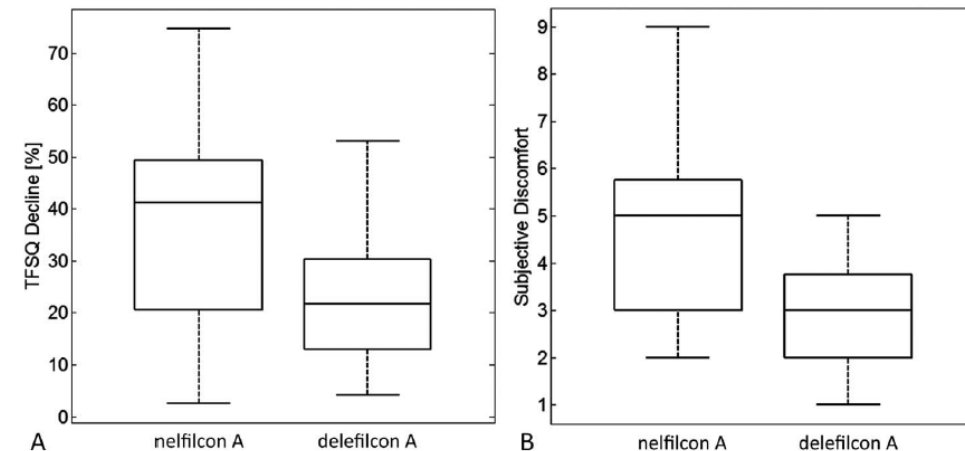 TFSQ Decline [%]
70
60
50
40
30
20
10
0
A
nelfilcon A
delefilcon A
Subjective Discomfort
9
8
7
6
5
4
3
2
1
B
nelfilcon A
delefilcon A